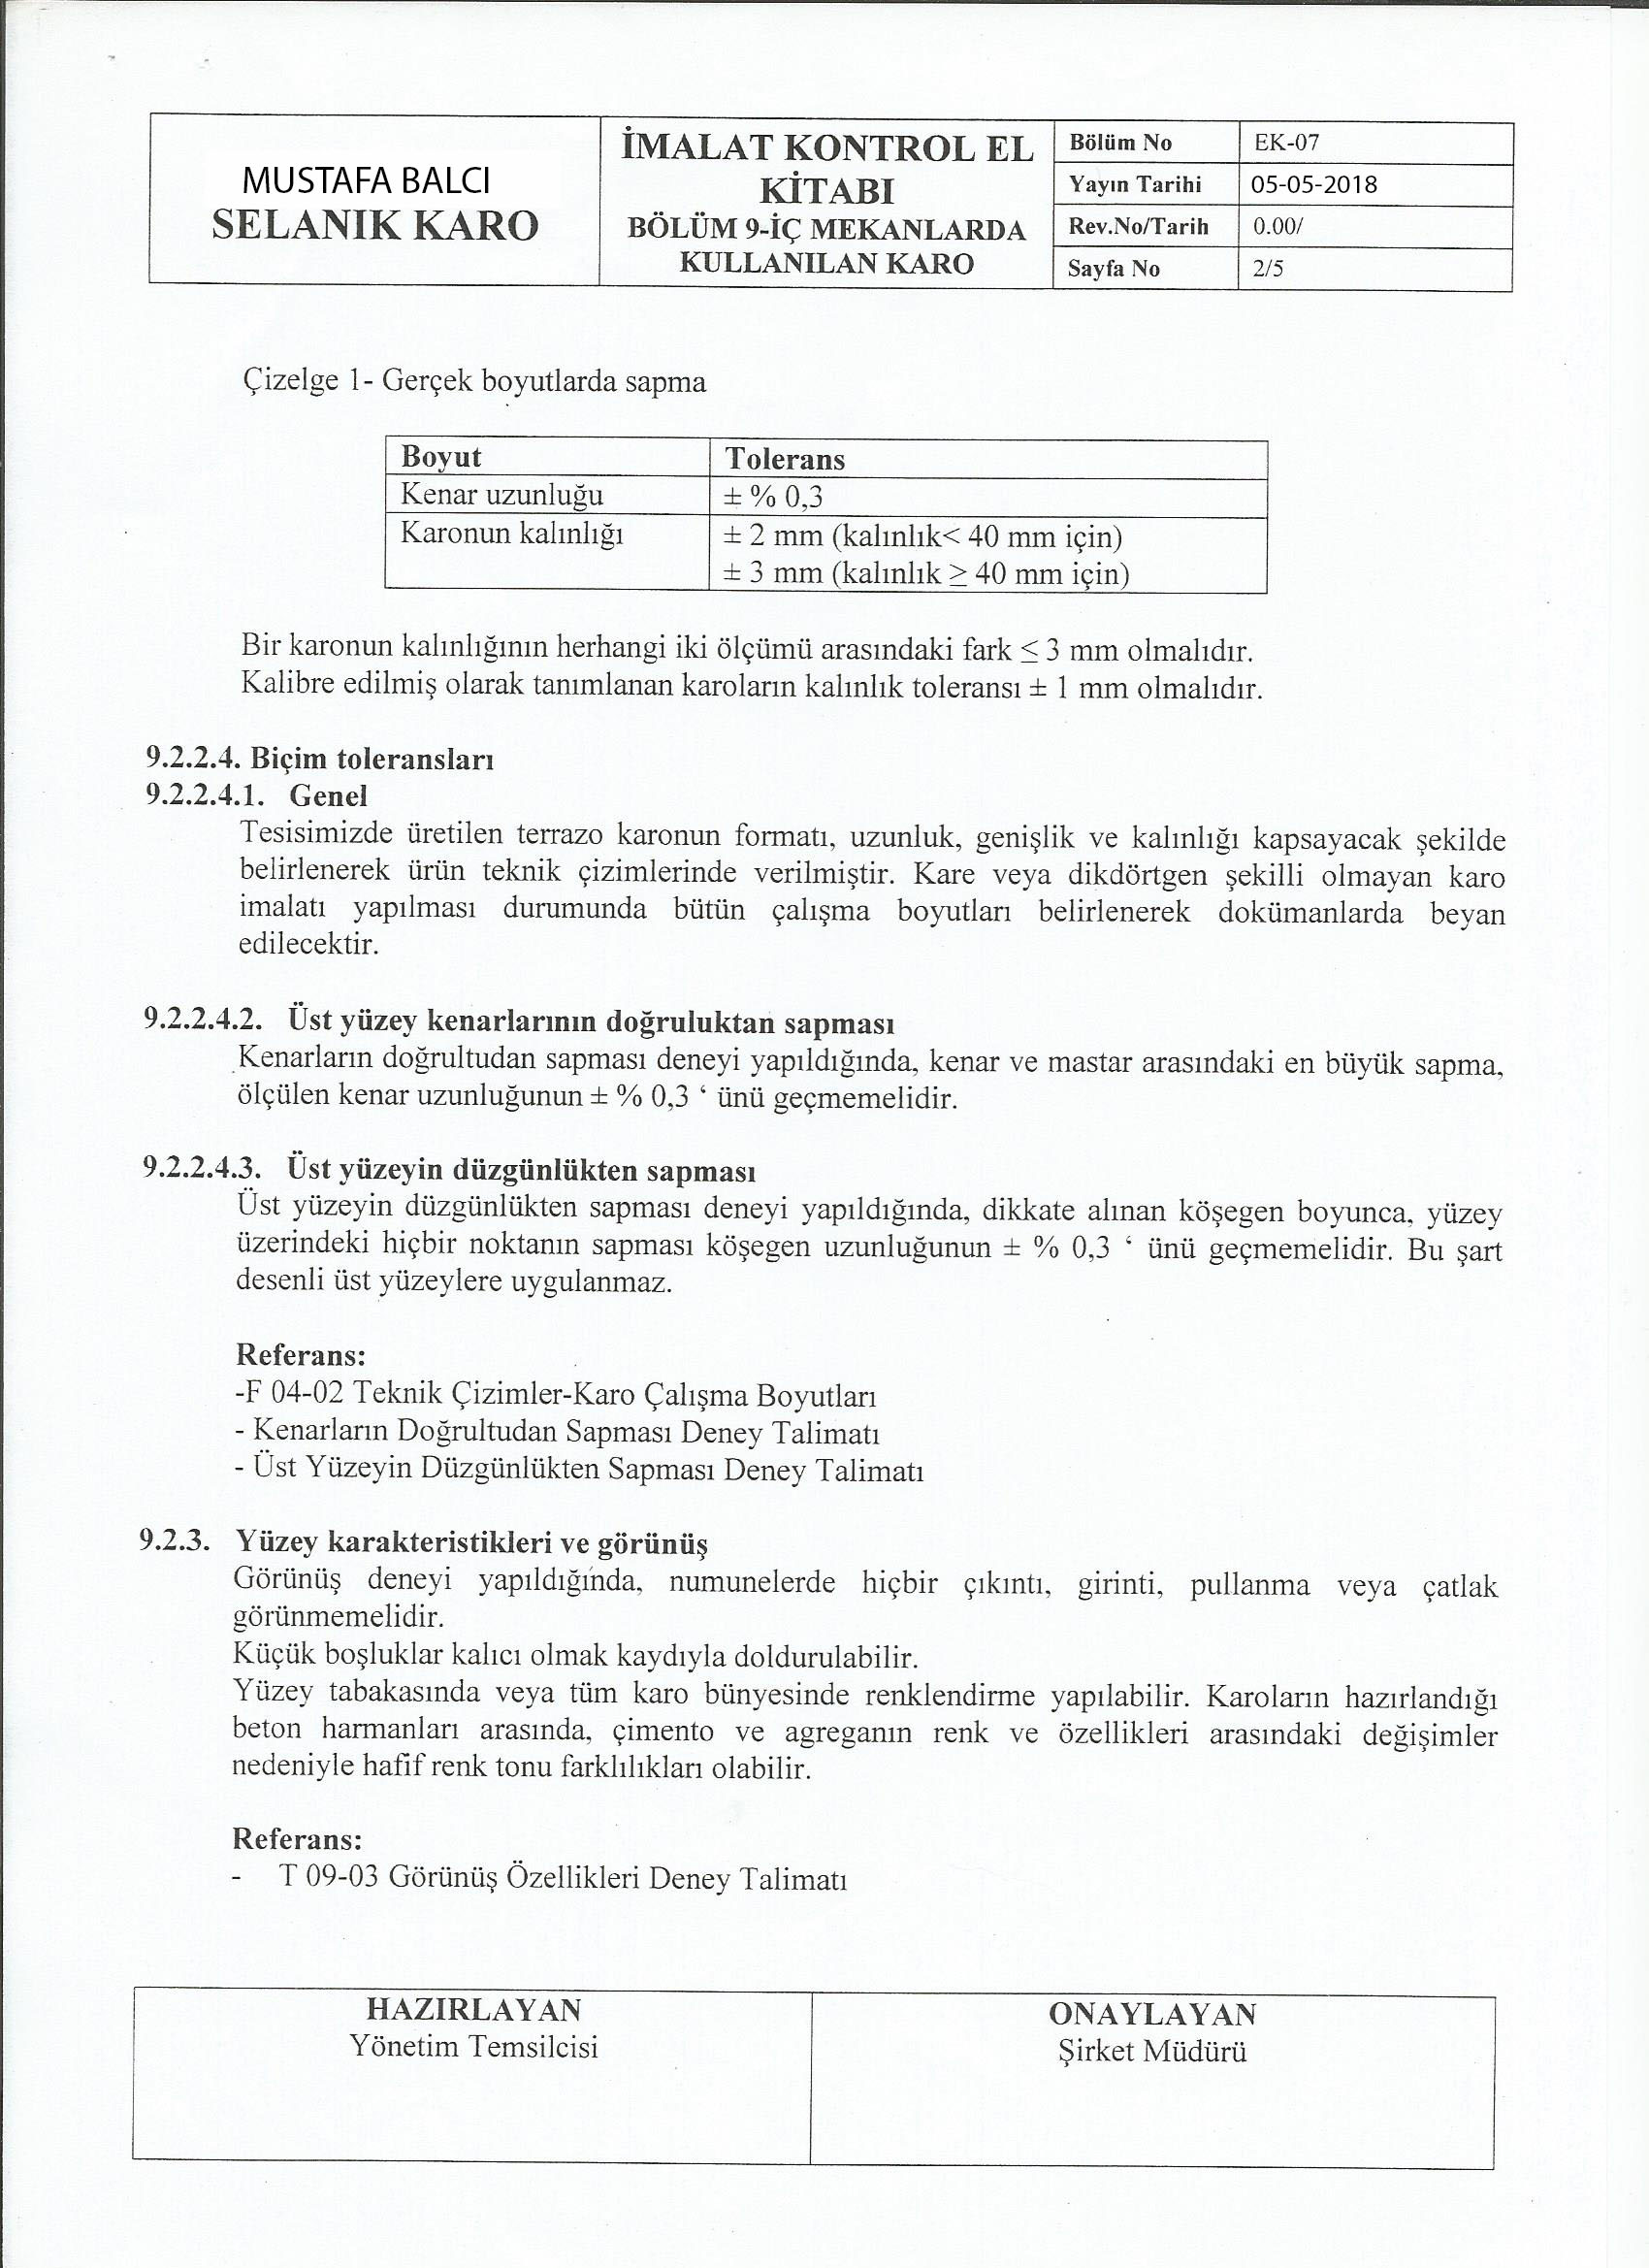 MUSTAFA BALCI
SELANIK KARO
İMALAT KONTROL EL
KİTABI
BÖLÜM 9-İÇ MEKANLARDA
KULLANILAN KARO
Bölüm No EK-07
Yayın Tarihi 05-05-2018
Rev.No/Tarih 0.00/
Sayfa No 2/5
Çizelge 1- Gerçek boyutlarda sapma
Boyut Tolerans
Kenar uzunluğu ± % 0,3
Karonun kalınlığı ± 2 mm (kalınlık< 40 mm için)
± 3 mm (kalınlık ≥ 40 mm için)
Bir karonun kalınlığının herhangi iki ölçümü arasındaki fark ≤ 3 mm olmalıdır.
Kalibre edilmiş olarak tanımlanan karoların kalınlık toleransı ± 1 mm olmalıdır.
9.2.2.4. Biçim toleransları
9.2.2.4.1. Genel
Tesisimizde üretilen terrazo karonun formatı, uzunluk, genişlik ve kalınlığı kapsayacak şekilde
belirlenerek ürün teknik çizimlerinde verilmiştir. Kare veya dikdörtgen şekilli olmayan karo
imalatı yapılması durumunda bütün çalışma boyutları belirlenerek dokümanlarda beyan
edilecektir.
9.2.2.4.2. Üst yüzey kenarlarının doğruluktan sapması
Kenarların doğrultudan sapması deneyi yapıldığında, kenar ve mastar arasındaki en büyük sapma,
ölçülen kenar uzunluğunun ± % 0,3 ‘ ünü geçmemelidir.
9.2.2.4.3. Üst yüzeyin düzgünlükten sapması
Üst yüzeyin düzgünlükten sapması deneyi yapıldığında, dikkate alınan köşegen boyunca, yüzey
üzerindeki hiçbir noktanın sapması köşegen uzunluğunun ± % 0,3 ‘ ünü geçmemelidir. Bu şart
desenli üst yüzeylere uygulanmaz.
Referans:
-F 04-02 Teknik Çizimler-Karo Çalışma Boyutları
- Kenarların Doğrultudan Sapması Deney Talimatı
- Üst Yüzeyin Düzgünlükten Sapması Deney Talimatı
9.2.3. Yüzey karakteristikleri ve görünüş
Görünüş deneyi yapıldığında, numunelerde hiçbir çıkıntı, girinti, pullanma veya çatlak
görünmemelidir.
Küçük boşluklar kalıcı olmak kaydıyla doldurulabilir.
Yüzey tabakasında veya tüm karo bünyesinde renklendirme yapılabilir. Karoların hazırlandığı
beton harmanları arasında, çimento ve agreganın renk ve özellikleri arasındaki değişimler
nedeniyle hafif renk tonu farklılıkları olabilir.
Referans:
- T 09-03 Görünüş Özellikleri Deney Talimatı
HAZIRLAYAN
Yönetim Temsilcisi
ONAYLAYAN
Şirket Müdürü